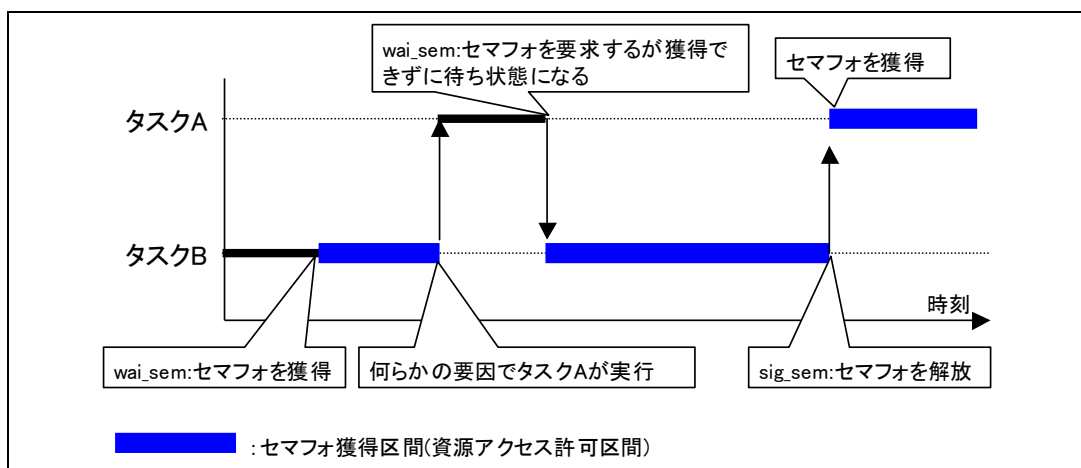 wai_sem:セマフォを要求するが獲得で
きずに待ち状態になる
セマフォを獲得
タスクA
タスクB
時刻
wai_sem:セマフォを獲得
何らかの要因でタスクAが実行
sig_sem:セマフォを解放
:セマフォ獲得区間(資源アクセス許可区間)